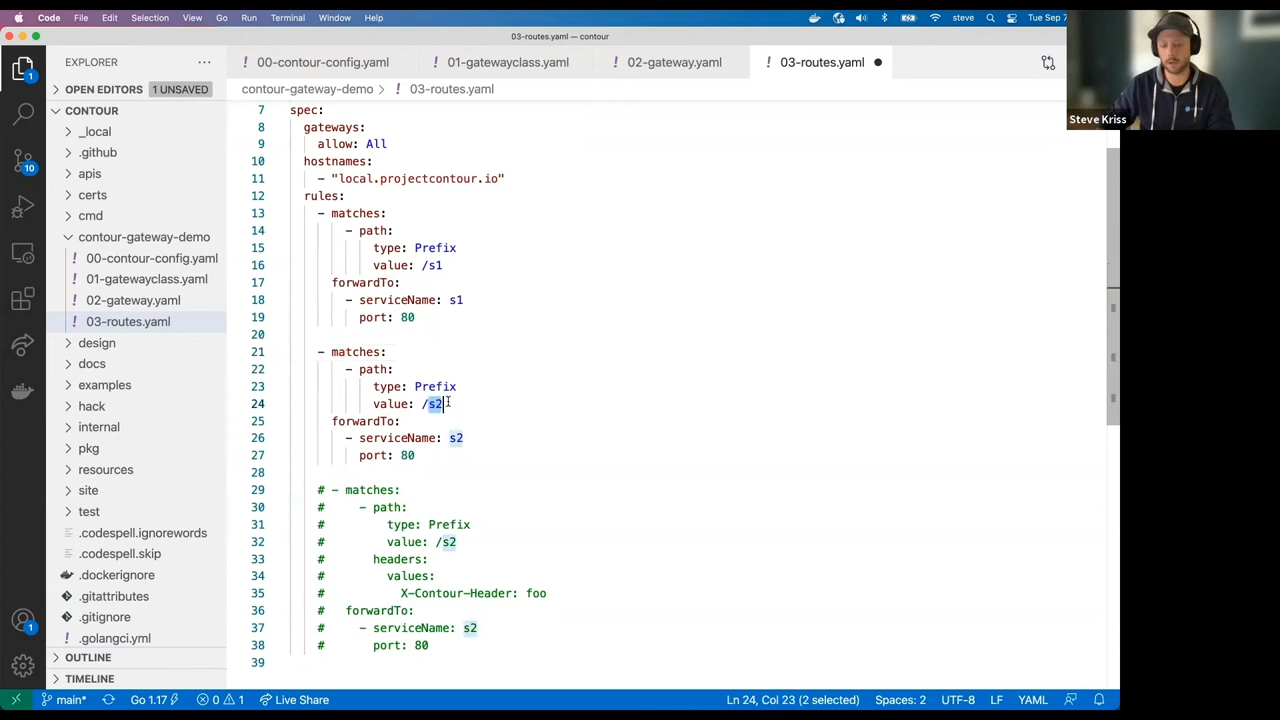 Code File Edit Selection View Go Run Terminal Window Help steve Tue Sep 7
03-routes.yaml — contour
EXPLORER ··· ! 00-contour-config.yaml ! 01-gatewayclass.yaml ! 02-gateway.yaml ! 03-routes.yaml ●
OPEN EDITORS 1 UNSAVED
contour-gateway-demo > ! 03-routes.yaml
CONTOUR
_local
.github
apis
certs
cmd
contour-gateway-demo
! 00-contour-config.yaml
! 01-gatewayclass.yaml
! 02-gateway.yaml
! 03-routes.yaml
design
docs
examples
hack
internal
pkg
resources
site
test
.codespell.ignorewords
.codespell.skip
.dockerignore
.gitattributes
.gitignore
.golangci.yml
OUTLINE
TIMELINE
1
10
1
7 spec:
8 gateways:
9 allow: All
10 hostnames:
11 - "local.projectcontour.io"
12 rules:
13 - matches:
14 - path:
15 type: Prefix
16 value: /s1
17 forwardTo:
18 - serviceName: s1
19 port: 80
20
21 - matches:
22 - path:
23 type: Prefix
24 value: /s2
25 forwardTo:
26 - serviceName: s2
27 port: 80
28
29 # - matches:
30 # - path:
31 # type: Prefix
32 # value: /s2
33 # headers:
34 # values:
35 # X-Contour-Header: foo
36 # forwardTo:
37 # - serviceName: s2
38 # port: 80
39
Steve Kriss
main* Go 1.17 0 1 Live Share Ln 24, Col 23 (2 selected) Spaces: 2 UTF-8 LF YAML